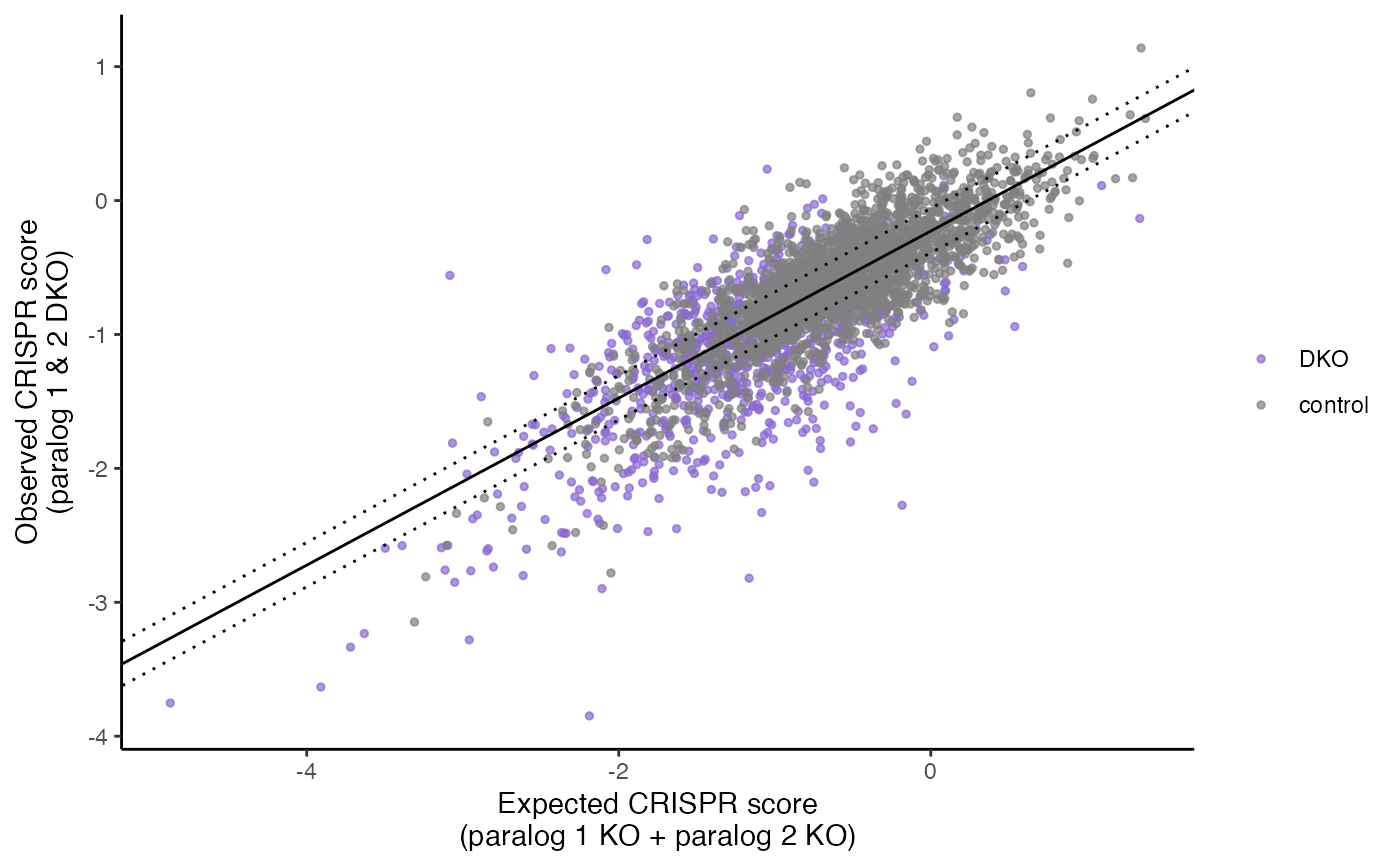 Observed CRISPR score
(paralog 1 & 2 DKO)
1
0
-1
-2
-3
-4
-4
-2
0
Expected CRISPR score
(paralog 1 KO + paralog 2 KO)
DKO
control